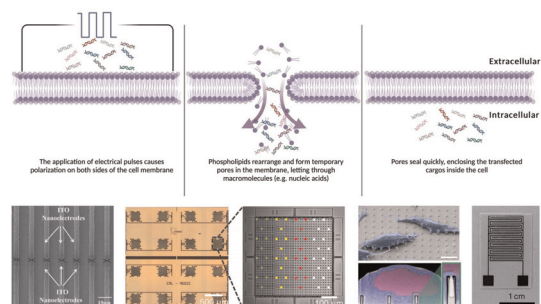 Extracellular
Intracellular
The application of electrical pulses causes
polarization on both sides of the cell membrane
Phospholipids rearrange and form temporary
pores in the membrane, letting through
macromolecules (e.g. nucleic acids)
Pores seal quickly, enclosing the transfected
cargos inside the cell
ITO
Nanoelectrodes
ITO
Nanoelectrodes
500 μm
100 μm
1 cm